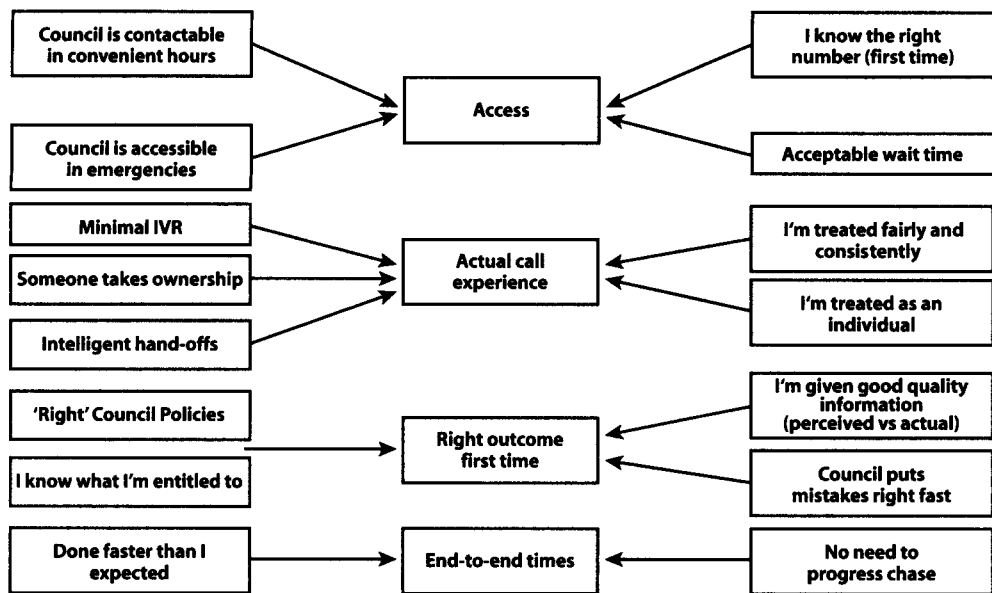 Council is contactable
in convenient hours
Council is accessible
in emergencies
Access
I know the right
number (first time)
Acceptable wait time
Minimal IVR
Someone takes ownership
Intelligent hand-offs
Actual call
experience
I'm treated fairly and
consistently
I'm treated as an
individual
‘Right’ Council Policies
I know what I'm entitled to
Right outcome
first time
I'm given good quality
information
(perceived vs actual)
Council puts
mistakes right fast
Done faster than I
expected
End-to-end times
No need to
progress chase